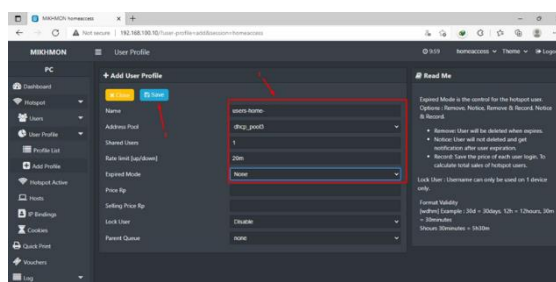 MIKHMON homeaccess
Not secure | 192.168.100.10/?user-profile=add&session=homeaccess
MIKHMON
User Profile
9:59
homeaccess
Theme
Logo
PC
Dashboard
Hotspot
Users
User Profile
Profile List
Add Profile
Hotspot Active
Hosts
IP Bindings
Cookies
Quick Print
Vouchers
Log
+ Add User Profile
Close
Save
Name
users-home-
Address Pool
dhcp_pool3
Shared Users
1
Rate limit [up/down]
20m
Expired Mode
None
Price Rp
Selling Price Rp
Lock User
Disable
Parent Queue
none
Read Me
Expired Mode is the control for the hotspot user.
Options : Remove, Notice, Remove & Record, Notice
& Record.
Remove: User will be deleted when expires.
Notice: User will not deleted and get
notification after user expiration.
Record: Save the price of each user login. To
calculate total sales of hotspot users.
Lock User : Username can only be used on 1 device
only.
Format Validity
[wdhm] Example : 30d = 30days, 12h = 12hours, 30m
= 30minutes
5hours 30minutes = 5h30m